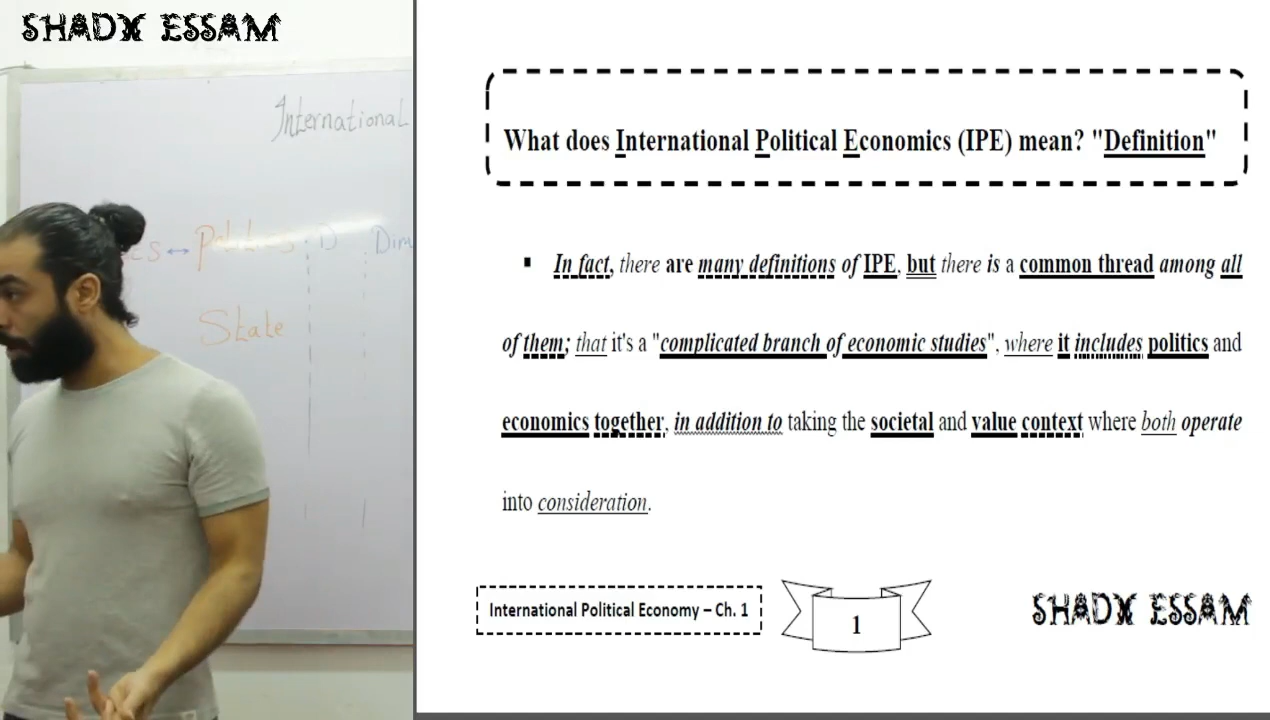 SHADY ESSAM
International
Politics D Dim
State
What does International Political Economics (IPE) mean? "Definition"
▪ In fact, there are many definitions of IPE, but there is a common thread among all
of them; that it's a "complicated branch of economic studies", where it includes politics and
economics together, in addition to taking the societal and value context where both operate
into consideration.
International Political Economy – Ch. 1
1
SHADY ESSAM